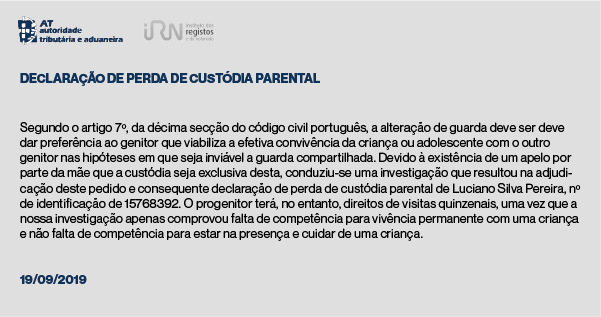 AT
autoridade
tributária e aduaneira
iRN
instituto dos
registos
e do notariado
DECLARAÇÃO DE PERDA DE CUSTÓDIA PARENTAL
Segundo o artigo 7º, da décima secção do código civil português, a alteração de guarda deve ser deve
dar preferência ao genitor que viabiliza a efetiva convivência da criança ou adolescente com o outro
genitor nas hipóteses em que seja inviável a guarda compartilhada. Devido à existência de um apelo por
parte da mãe que a custódia seja exclusiva desta, conduziu-se uma investigação que resultou na adjudi-
cação deste pedido e consequente declaração de perda de custódia parental de Luciano Silva Pereira, nº
de identificação de 15768392. O progenitor terá, no entanto, direitos de visitas quinzenais, uma vez que a
nossa investigação apenas comprovou falta de competência para vivência permanente com uma criança
e não falta de competência para estar na presença e cuidar de uma criança.
19/09/2019